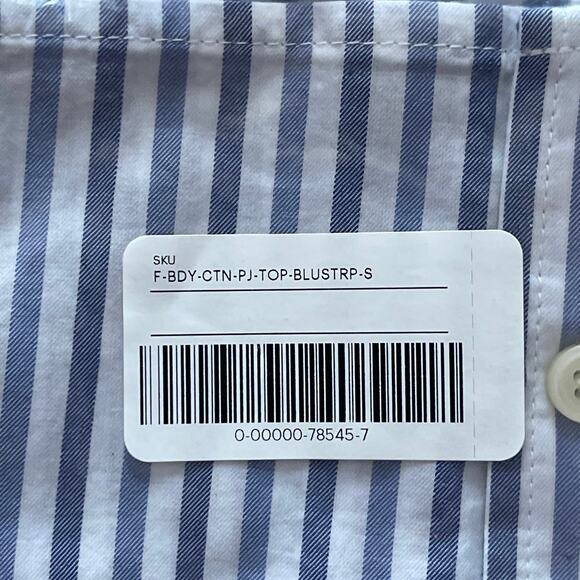 SKU
F-BDY-CTN-PJ-TOP-BLUSTRP-S
0-00000-78545-7